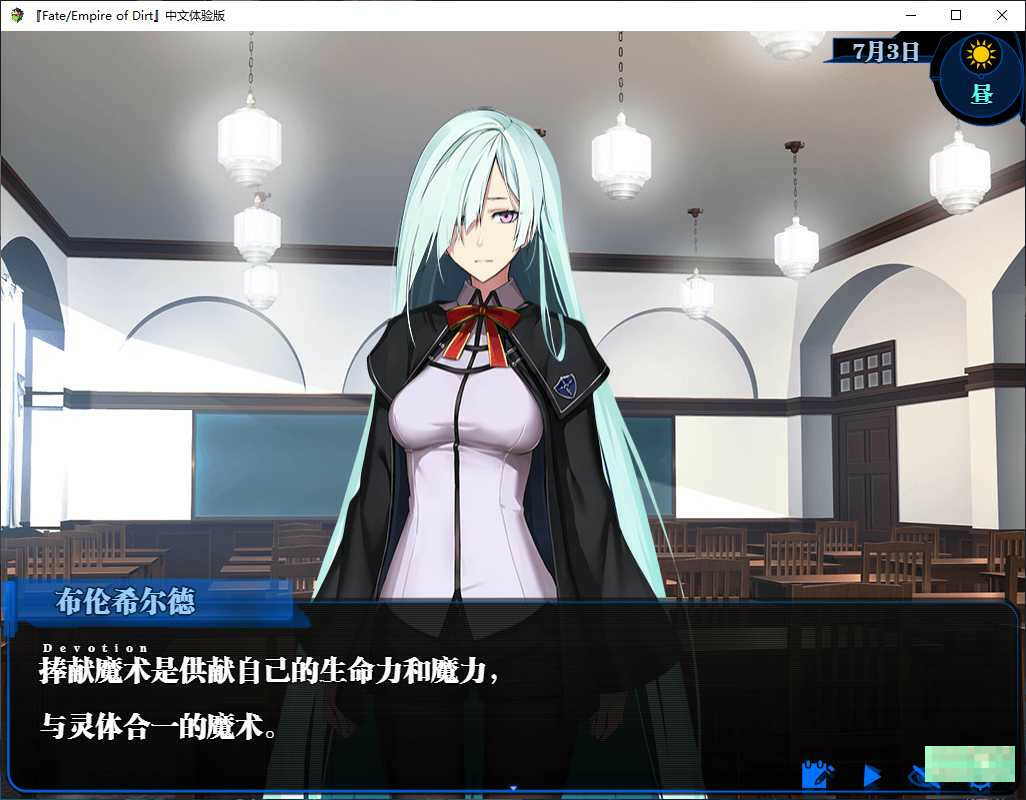 『Fate/Empire of Dirt』中文体验版
7月3日
昼
布伦希尔德
Devotion
捧献魔术是供献自己的生命力和魔力，
与灵体合一的魔术。